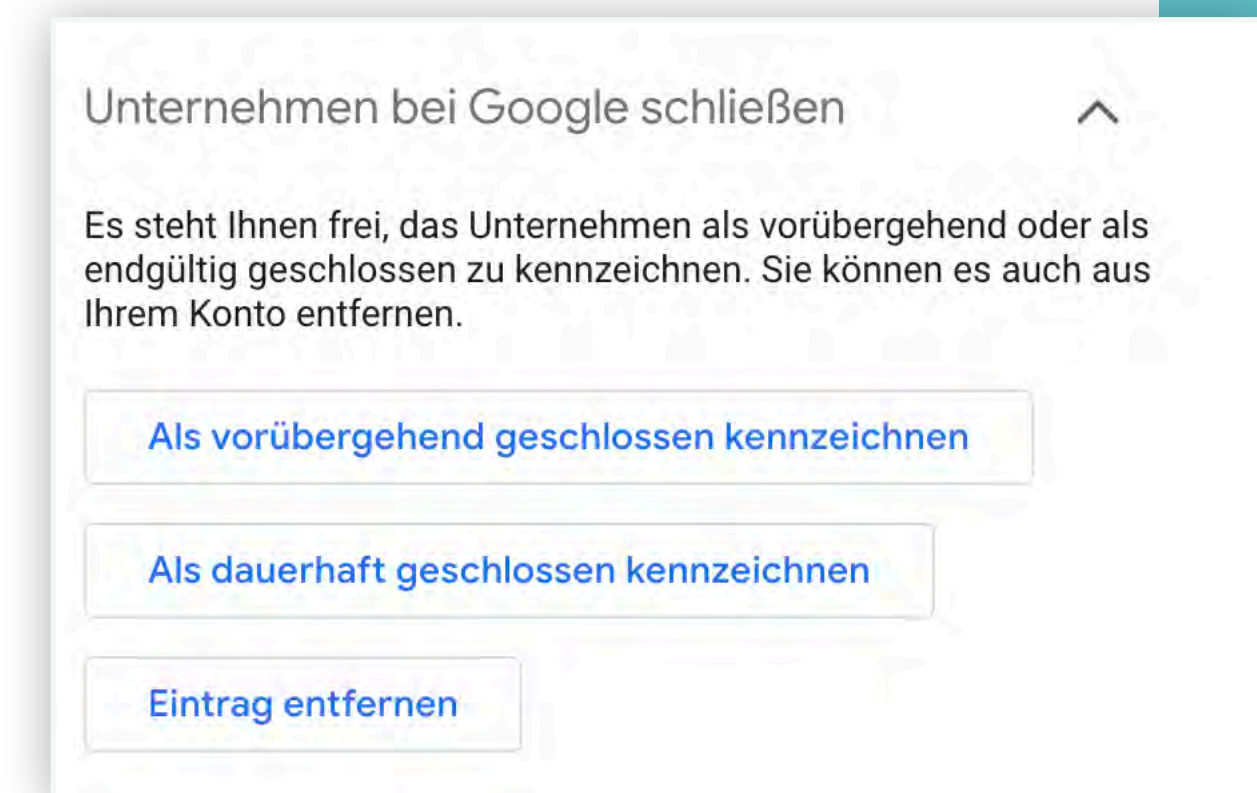 Unternehmen bei Google schließen
Es steht Ihnen frei, das Unternehmen als vorübergehend oder als
endgültig geschlossen zu kennzeichnen. Sie können es auch aus
Ihrem Konto entfernen.
Als vorübergehend geschlossen kennzeichnen
Als dauerhaft geschlossen kennzeichnen
Eintrag entfernen